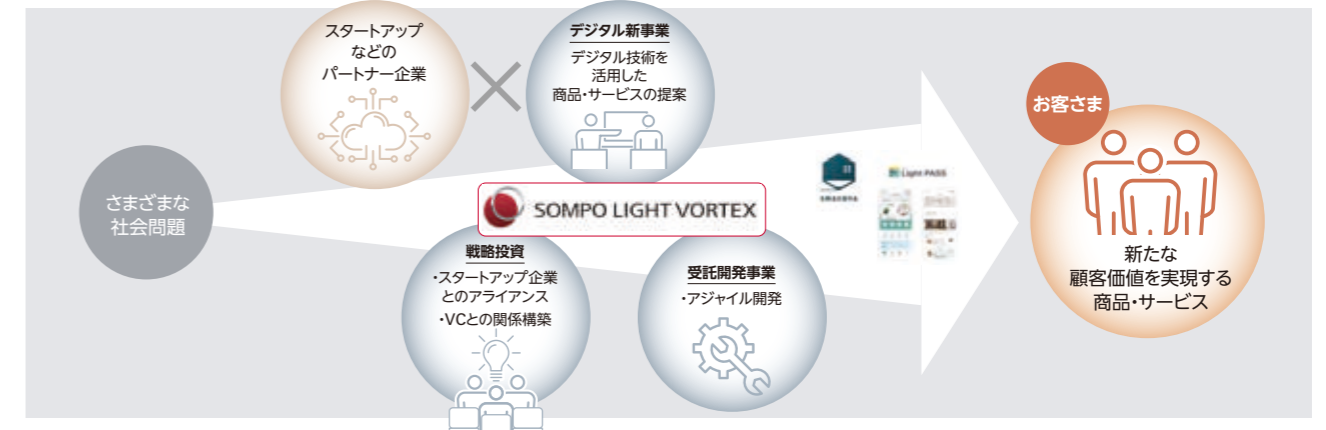 スタートアップ
などの
パートナー企業
デジタル新事業
デジタル技術を
活用した
商品・サービスの提案
さまざまな
社会問題
SOMPO LIGHT VORTEX
戦略投資
・スタートアップ企業
とのアライアンス
・VCとの関係構築
受託開発事業
・アジャイル開発
Light PASS
お客さま
新たな
顧客価値を実現する
商品・サービス